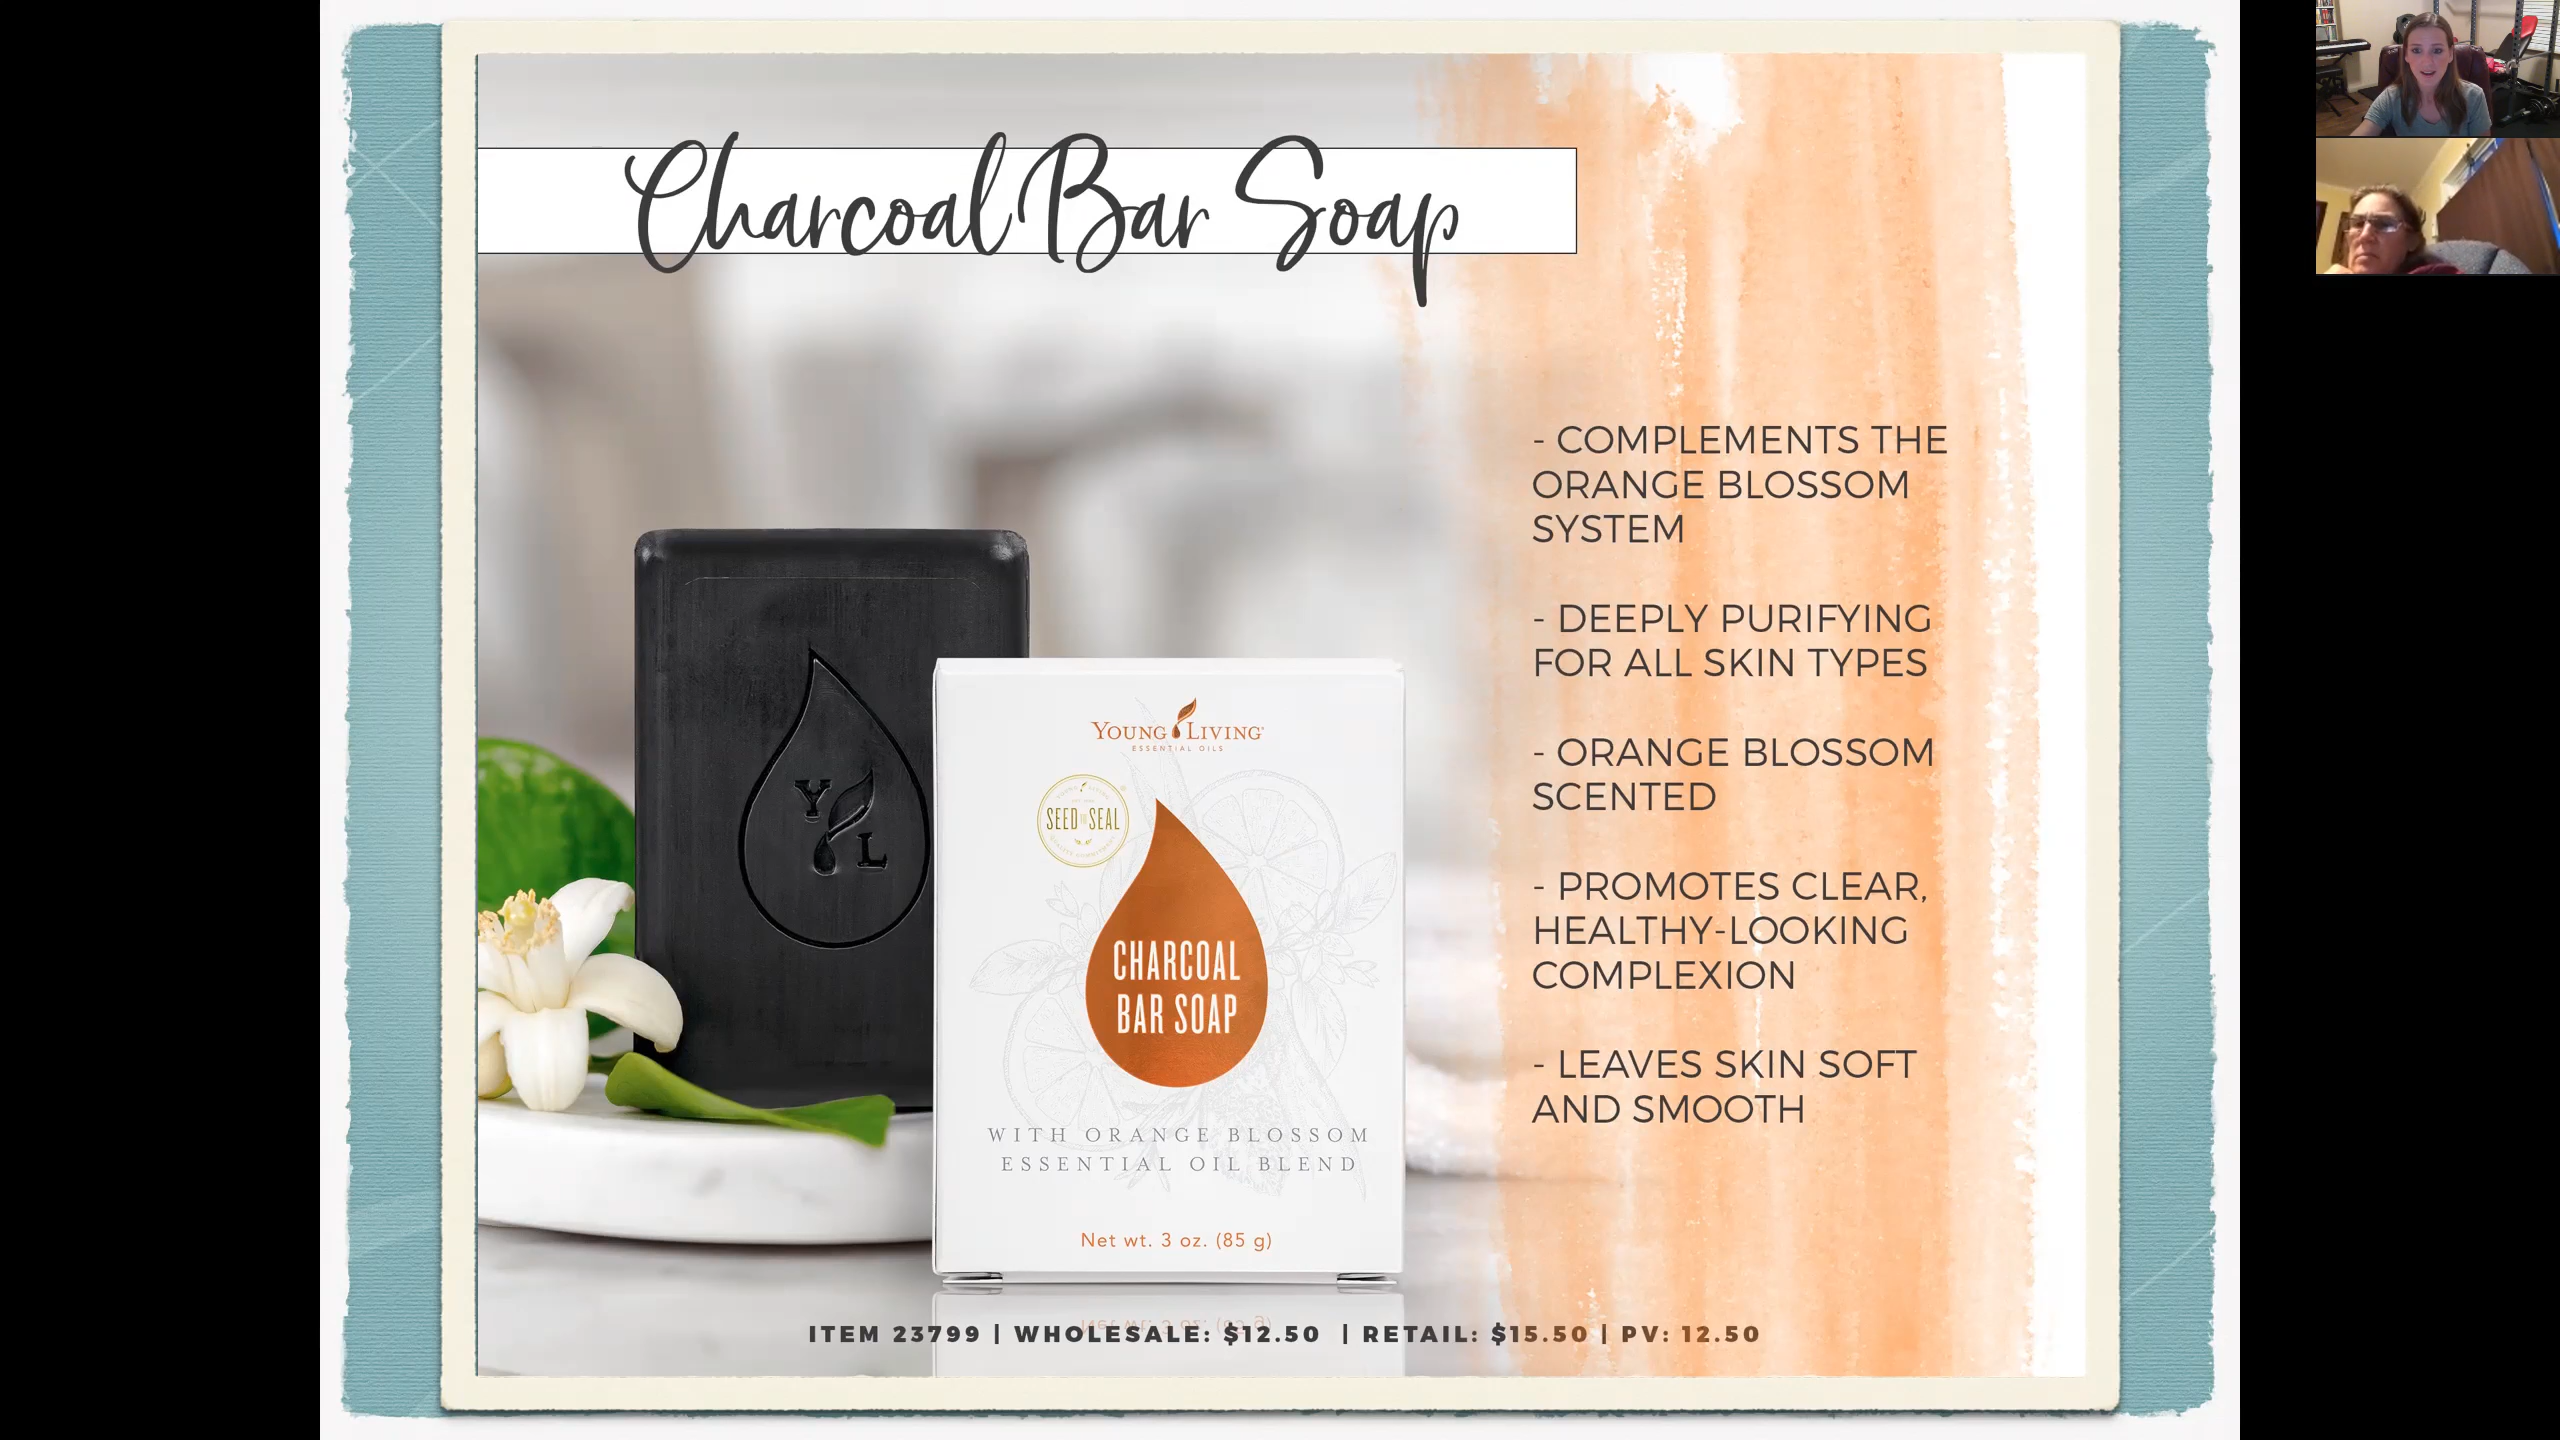 Charcoal Bar Soap
- COMPLEMENTS THE
ORANGE BLOSSOM
SYSTEM
- DEEPLY PURIFYING
FOR ALL SKIN TYPES
- ORANGE BLOSSOM
SCENTED
- PROMOTES CLEAR,
HEALTHY-LOOKING
COMPLEXION
- LEAVES SKIN SOFT
AND SMOOTH
Y L
YOUNG LIVING
ESSENTIAL OILS
SEED TO SEAL
CHARCOAL
BAR SOAP
WITH ORANGE BLOSSOM
ESSENTIAL OIL BLEND
Net wt. 3 oz. (85 g)
ITEM 23799 | WHOLESALE: $12.50 | RETAIL: $15.50 | PV: 12.50